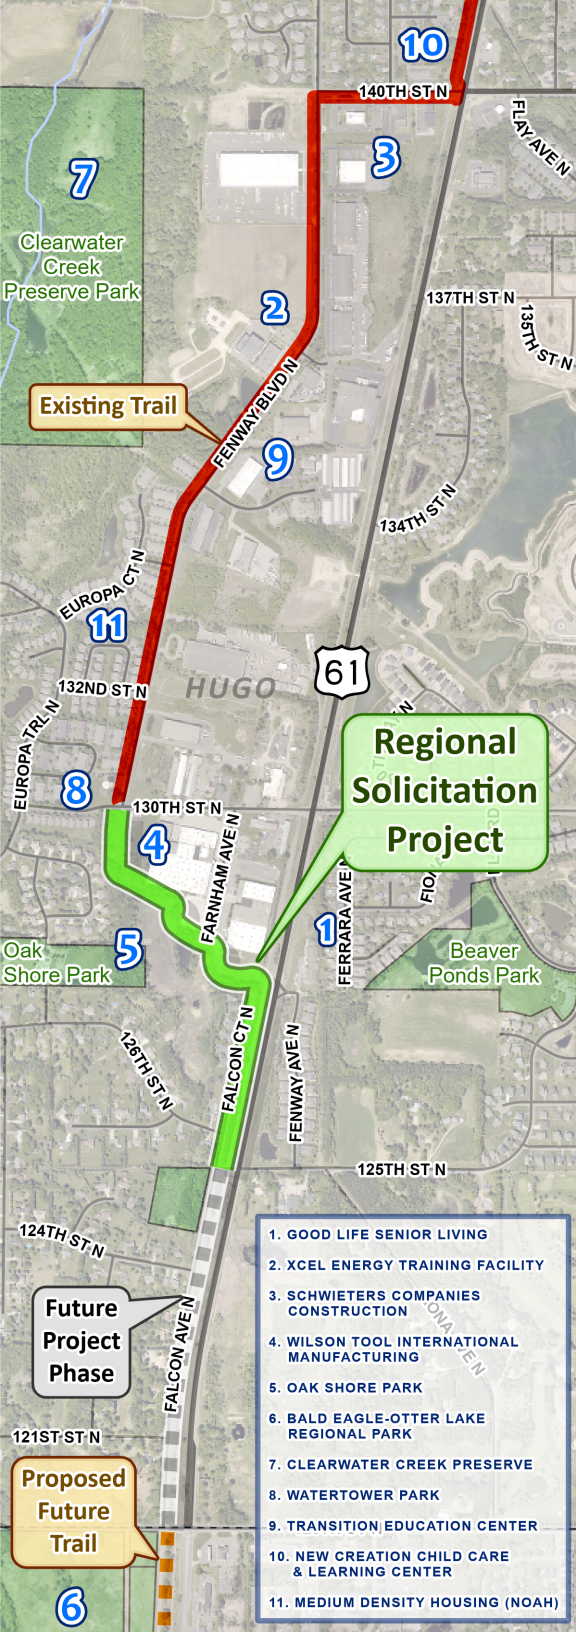 10
140TH ST N
FLAY AVE N
3
7
Clearwater
Creek
Preserve Park
137TH ST N
135TH ST N
2
Existing Trail
FENWAY BLVD N
9
134TH ST N
EUROPA CT N
11
61
132ND ST N
HUGO
EUROPA TRL N
Regional
Solicitation
Project
8
130TH ST N
4
FARNHAM AVE N
1
FERRARA AVE N
5
Oak
Shore Park
Beaver
Ponds Park
FALCON CT N
126TH ST N
FENWAY AVE N
125TH ST N
124TH ST N
Future
Project
Phase
FALCON AVE N
121ST ST N
Proposed
Future
Trail
6
1. GOOD LIFE SENIOR LIVING
2. XCEL ENERGY TRAINING FACILITY
3. SCHWIETERS COMPANIES
CONSTRUCTION
4. WILSON TOOL INTERNATIONAL
MANUFACTURING
5. OAK SHORE PARK
6. BALD EAGLE-OTTER LAKE
REGIONAL PARK
7. CLEARWATER CREEK PRESERVE
8. WATERTOWER PARK
9. TRANSITION EDUCATION CENTER
10. NEW CREATION CHILD CARE
& LEARNING CENTER
11. MEDIUM DENSITY HOUSING (NOAH)